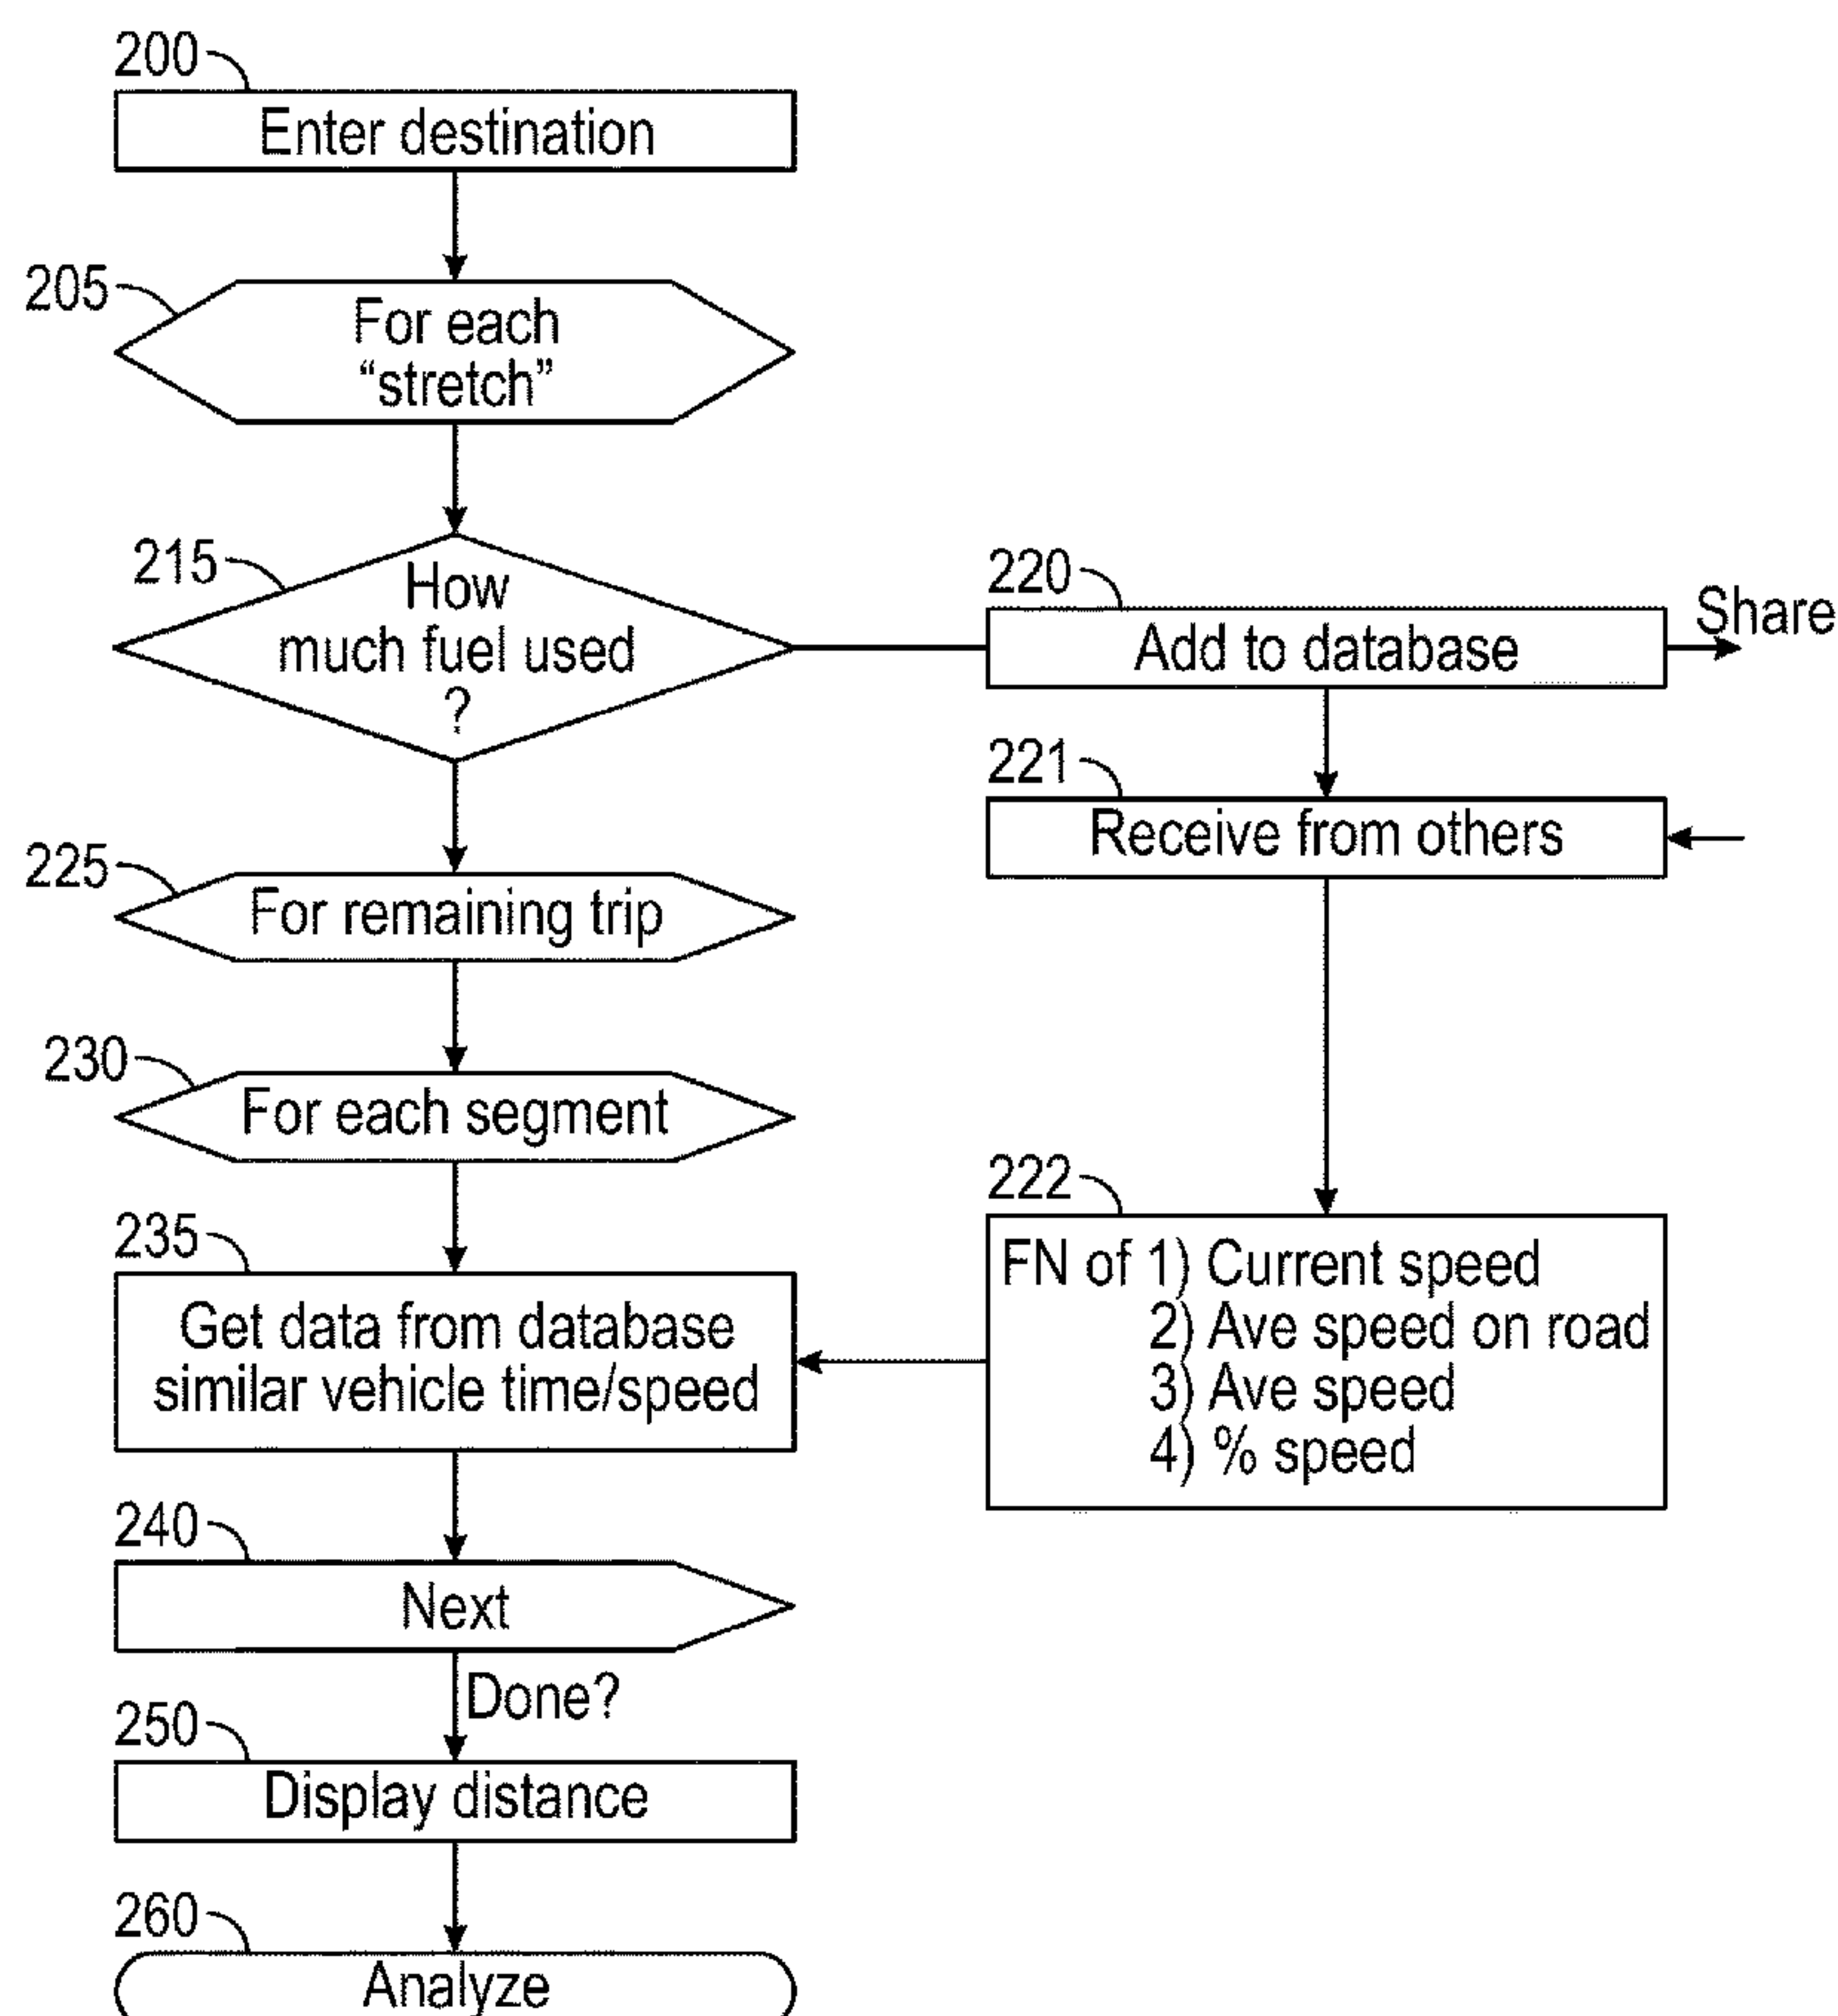 200
Enter destination
205
For each
“stretch”
215
How
much fuel used
?
220
Add to database
Share
221
Receive from others
225
For remaining trip
230
For each segment
222
FN of 1) Current speed
2) Ave speed on road
3) Ave speed
4) % speed
235
Get data from database
similar vehicle time/speed
240
Next
Done?
250
Display distance
260
Analyze